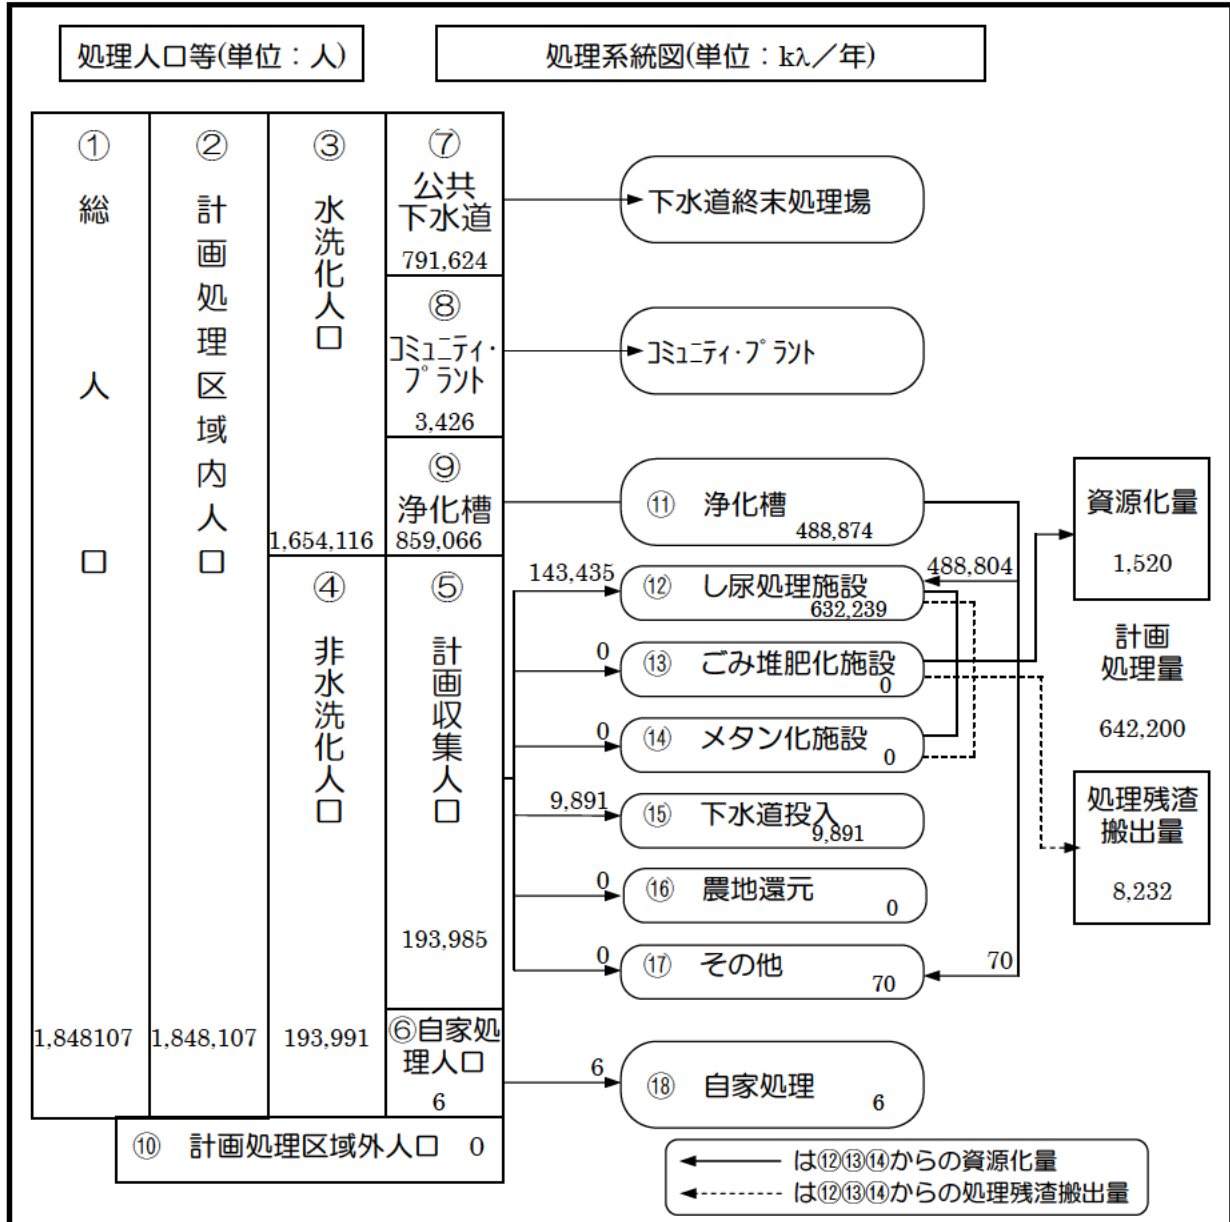 処理人口等(単位：人)
処理系統図(単位：kλ／年)
①
総人口
1,848107
②
計画処理区域内人口
1,848,107
③
水洗化人口
1,654,116
④
非水洗化人口
193,991
⑦
公共
下水道
791,624
⑧
コミュニティ・
プラント
3,426
⑨
浄化槽
859,066
⑤
計画収集人口
193,985
⑥自家処
理人口
6
⑩ 計画処理区域外人口 0
下水道終末処理場
コミュニティ・プラント
⑪ 浄化槽
488,874
143,435
488,804
⑫ し尿処理施設
632,239
0
⑬ ごみ堆肥化施設
0
0
⑭ メタン化施設
0
9,891
⑮ 下水道投入
9,891
0
⑯ 農地還元
0
0
⑰ その他
70
70
6
⑱ 自家処理
6
資源化量
1,520
計画
処理量
642,200
処理残渣
搬出量
8,232
は⑫⑬⑭からの資源化量
は⑫⑬⑭からの処理残渣搬出量